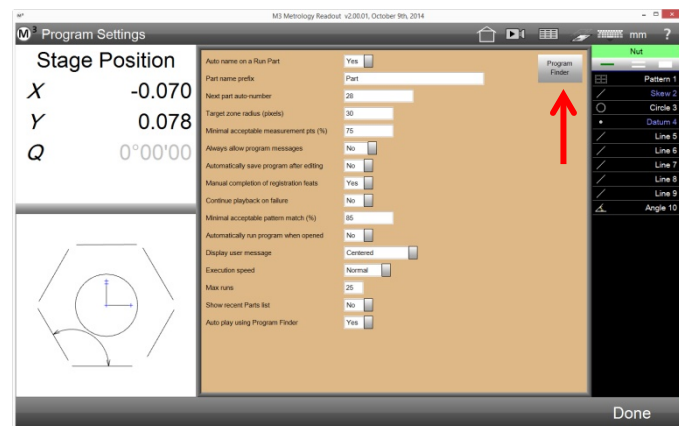 M³ M3 Metrology Readout v2.00.01, October 9th, 2014
M³ Program Settings
mm ?
Stage Position
X -0.070
Y 0.078
Q 0°00'00
Auto name on a Run Part Yes
Part name prefix Part
Next part auto-number 28
Target zone radius (pixels) 30
Minimal acceptable measurement pts (%) 75
Always allow program messages No
Automatically save program after editing No
Manual completion of registration feats Yes
Continue playback on failure No
Minimal acceptable pattern match (%) 85
Automatically run program when opened No
Display user message Centered
Execution speed Normal
Max runs 25
Show recent Parts list No
Auto play using Program Finder Yes
Program
Finder
Nut
Pattern 1
Skew 2
Circle 3
Datum 4
Line 5
Line 6
Line 7
Line 8
Line 9
Angle 10
Done